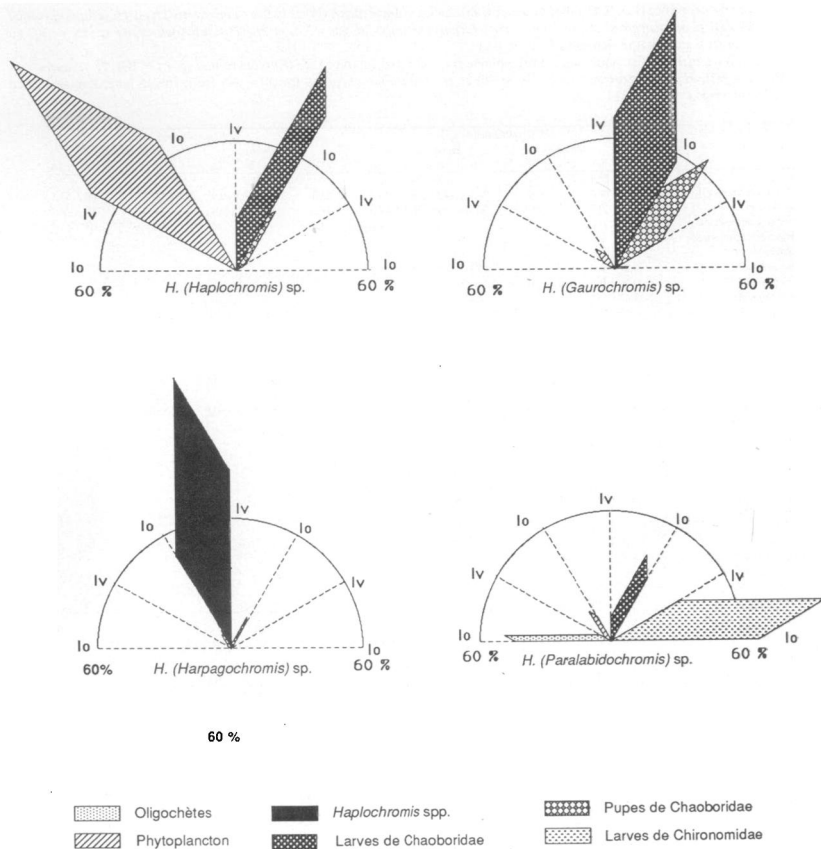 Io
Iv
Io
Iv
Io
Iv
Io
60 %
H. (Haplochromis) sp.
60 %
Io
Iv
Io
Iv
Io
Iv
Io
60 %
H. (Gaurochromis) sp.
60 %
Io
Iv
Io
Iv
Io
Iv
Io
60%
H. (Harpagochromis) sp.
60 %
Io
Iv
Io
Iv
Io
Iv
Io
60 %
H. (Paralabidochromis) sp.
60 %
60 %
Oligochètes
Haplochromis spp.
Pupes de Chaoboridae
Phytoplancton
Larves de Chaoboridae
Larves de Chironomidae